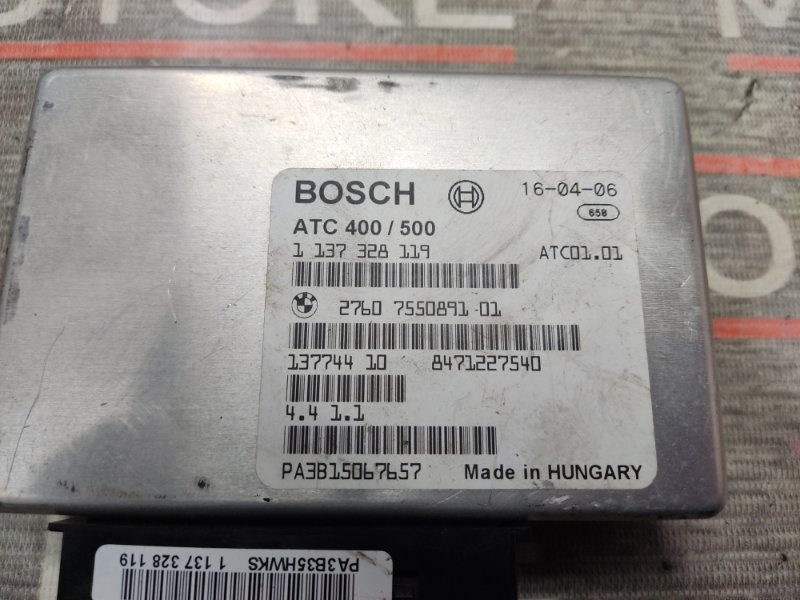 BOSCH 16-04-06
658
ATC 400 / 500
1 137 328 119 ATC01.01
2760 7550891 01
137744 10 8471227540
4.4 1.1
PA3B15067657 Made in HUNGARY
PA3B35HWKS 1 137 328 119